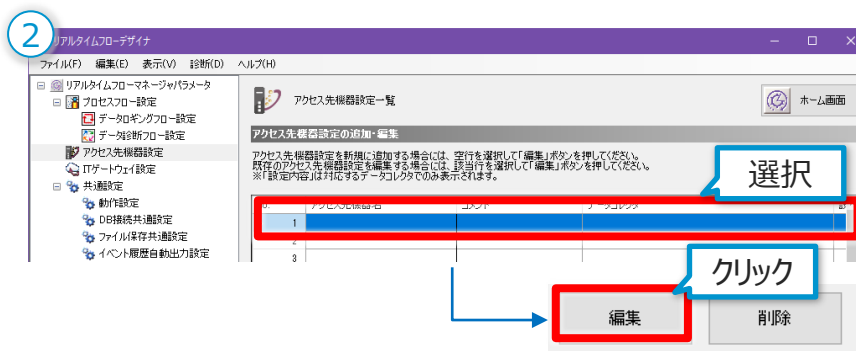 2
リアルタイムフローデザイナ
ファイル(F) 編集(E) 表示(V) 診断(D) ヘルプ(H)
リアルタイムフローマネージャパラメータ
プロセスフロー設定
データロギングフロー設定
データ診断フロー設定
アクセス先機器設定
ITゲートウェイ設定
共通設定
動作設定
DB接続共通設定
ファイル保存共通設定
イベント履歴自動出力設定
アクセス先機器設定一覧
ホーム画面
アクセス先機器設定の追加・編集
アクセス先機器設定を新規に追加する場合には、空行を選択して「編集」ボタンを押してください。
既存のアクセス先機器設定を編集する場合には、該当行を選択して「編集」ボタンを押してください。
※「設定内容」は対応するデータコレクタでのみ表示されます。
選択
アクセス先機器名 コメント データコレクタ
1
2
3
クリック
編集
削除